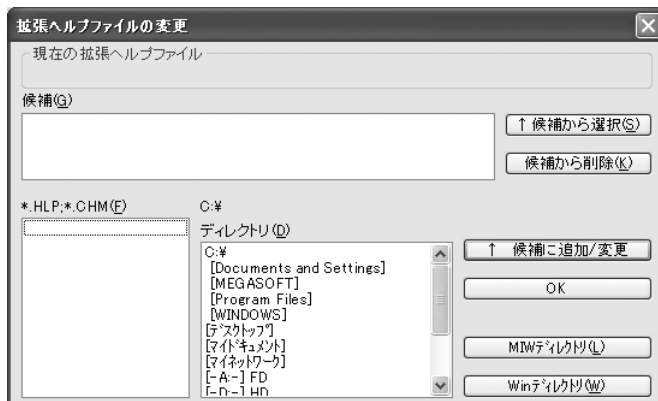 拡張ヘルプファイルの変更
現在の拡張ヘルプファイル
候補(G)
↑候補から選択(S)
候補から削除(K)
*.HLP;*.CHM(F)
C:¥
ディレクトリ(D)
C:¥
[Documents and Settings]
[MEGASOFT]
[Program Files]
[WINDOWS]
[ﾃﾞｽｸﾄｯﾌﾟ]
[ﾏｲﾄﾞｷｭﾒﾝﾄ]
[ﾏｲﾈｯﾄﾜｰｸ]
[-A:-] FD
[-D:-] HD
↑ 候補に追加/変更
OK
MIWﾃﾞｨﾚｸﾄﾘ(L)
Winﾃﾞｨﾚｸﾄﾘ(W)